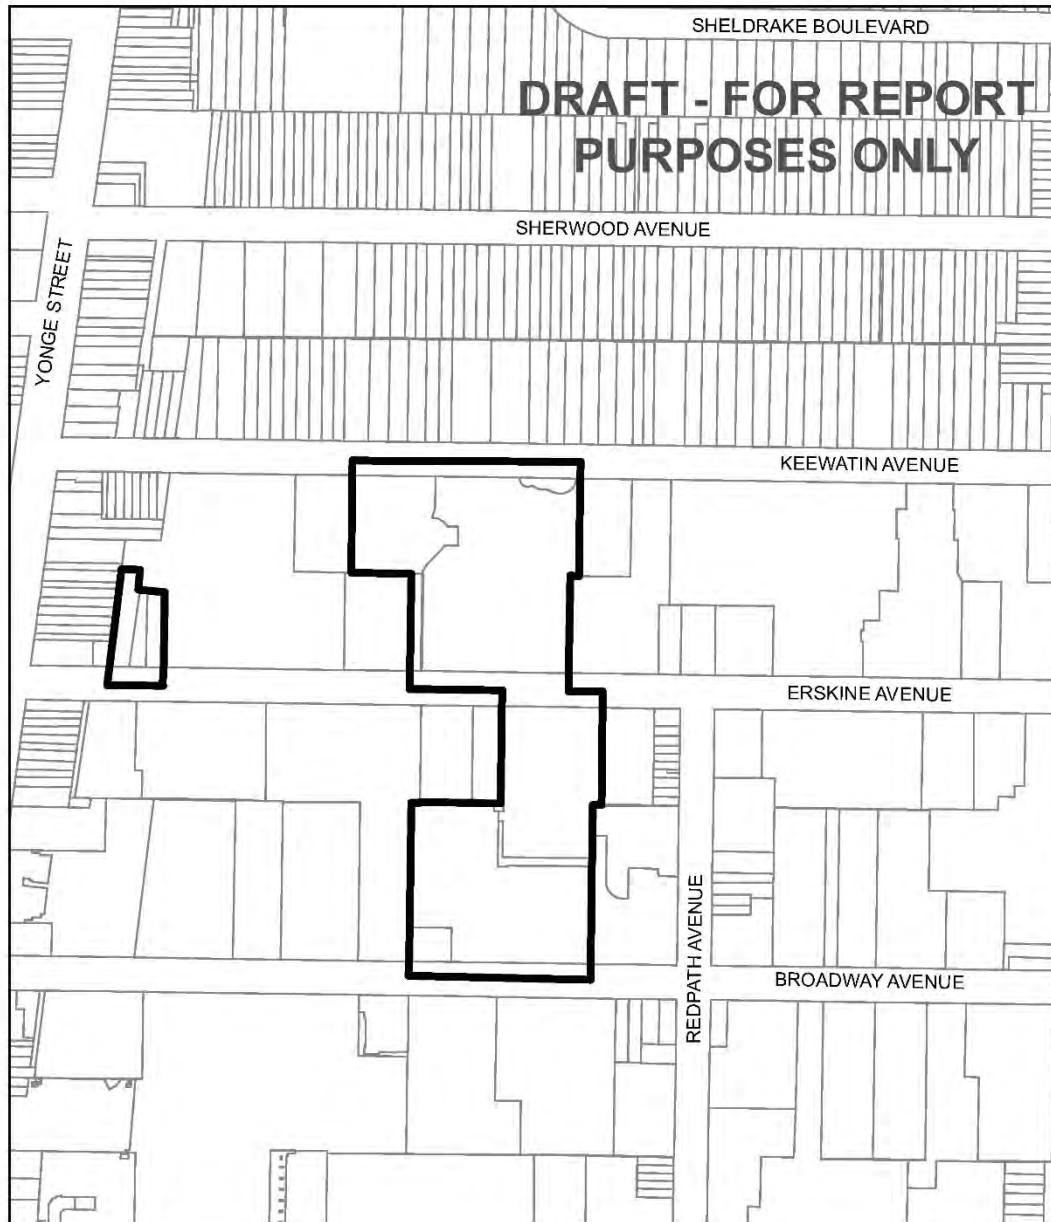 SHELDRAKE BOULEVARD
DRAFT - FOR REPORT
PURPOSES ONLY
SHERWOOD AVENUE
YONGE STREET
KEEWATIN AVENUE
ERSKINE AVENUE
REDPATH AVENUE
BROADWAY AVENUE